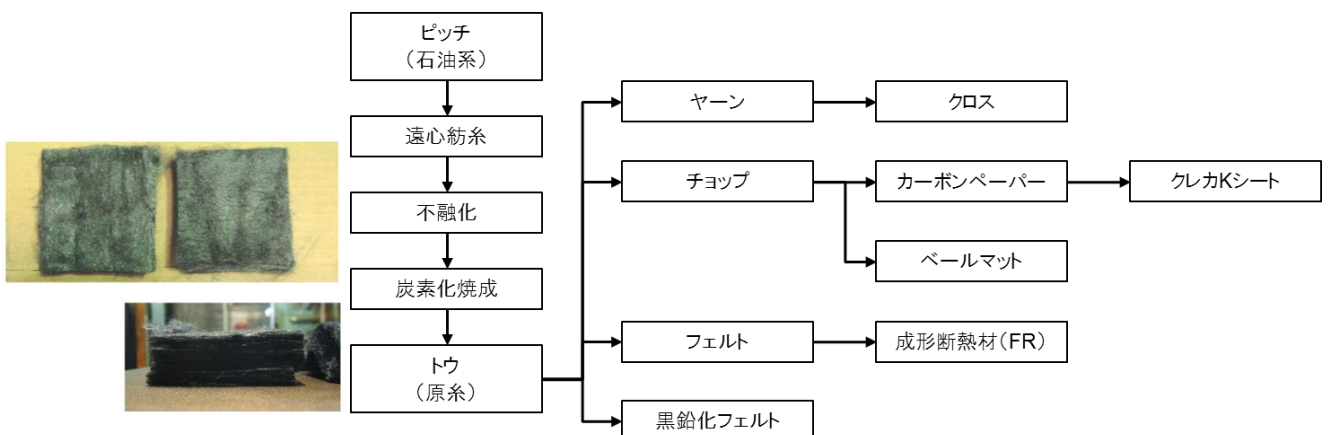 ピッチ
（石油系）
遠心紡糸
不融化
炭素化焼成
トウ
（原糸）
ヤーン
クロス
チョップ
カーボンペーパー
クレカKシート
ベールマット
フェルト
成形断熱材（FR）
黒鉛化フェルト